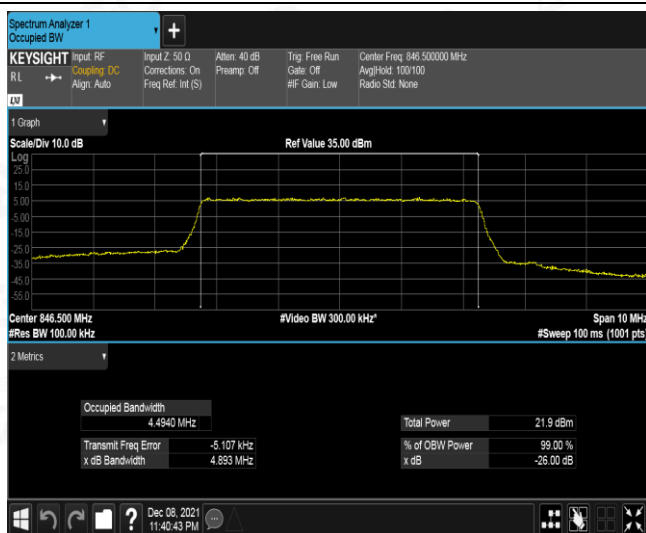 Spectrum Analyzer 1
Occupied BW
+
KEYSIGHT Input: RF Input Z: 50 Ω Atten: 40 dB Trig: Free Run Center Freq: 846.500000 MHz
RL Coupling: DC Corrections: On Preamp: Off Gate: Off Avg|Hold: 100/100
Align: Auto Freq Ref: Int (S) #IF Gain: Low Radio Std: None
LXI
1 Graph
Scale/Div 10.0 dB Ref Value 35.00 dBm
Log
25.0
15.0
5.00
-5.00
-15.0
-25.0
-35.0
-45.0
-55.0
Center 846.500 MHz #Video BW 300.00 kHz* Span 10 MHz
#Res BW 100.00 kHz #Sweep 100 ms (1001 pts)
2 Metrics
Occupied Bandwidth
4.4940 MHz Total Power 21.9 dBm
Transmit Freq Error -5.107 kHz % of OBW Power 99.00 %
x dB Bandwidth 4.893 MHz x dB -26.00 dB
? Dec 08, 2021
11:40:43 PM